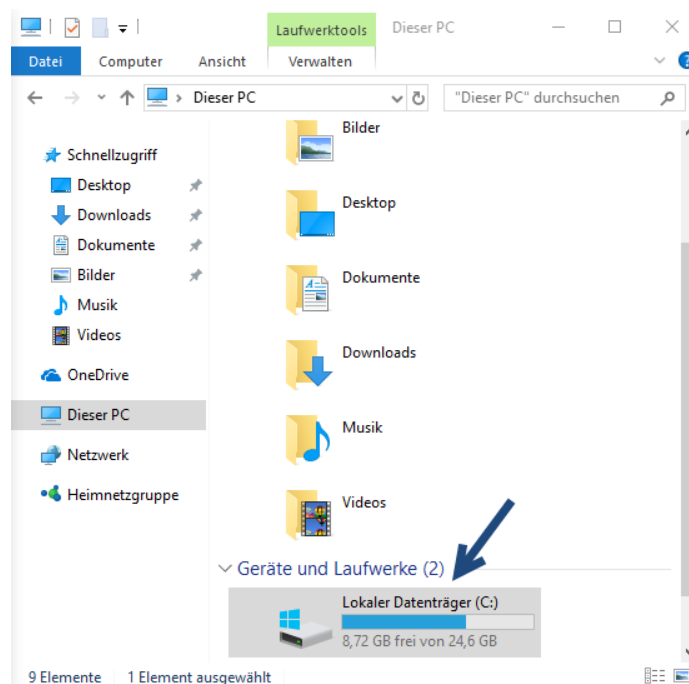 Laufwerktools
Dieser PC
Datei
Computer
Ansicht
Verwalten
Dieser PC
"Dieser PC" durchsuchen
Schnellzugriff
Desktop
Downloads
Dokumente
Bilder
Musik
Videos
OneDrive
Dieser PC
Netzwerk
Heimnetzgruppe
Bilder
Desktop
Dokumente
Downloads
Musik
Videos
Geräte und Laufwerke (2)
Lokaler Datenträger (C:)
8,72 GB frei von 24,6 GB
9 Elemente
1 Element ausgewählt